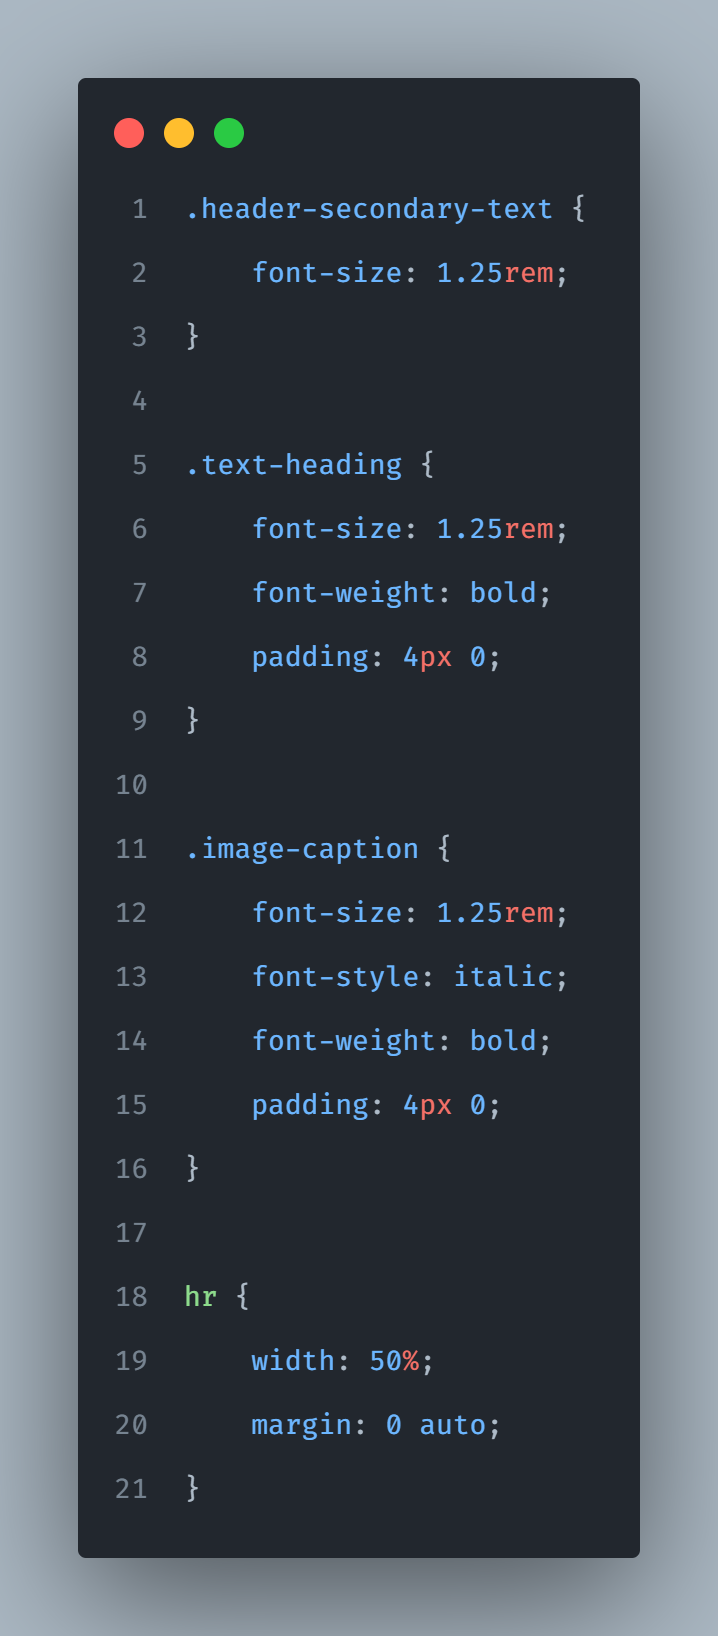 1 .header-secondary-text {
2     font-size: 1.25rem;
3 }
4
5 .text-heading {
6     font-size: 1.25rem;
7     font-weight: bold;
8     padding: 4px 0;
9 }
10
11 .image-caption {
12     font-size: 1.25rem;
13     font-style: italic;
14     font-weight: bold;
15     padding: 4px 0;
16 }
17
18 hr {
19     width: 50%;
20     margin: 0 auto;
21 }